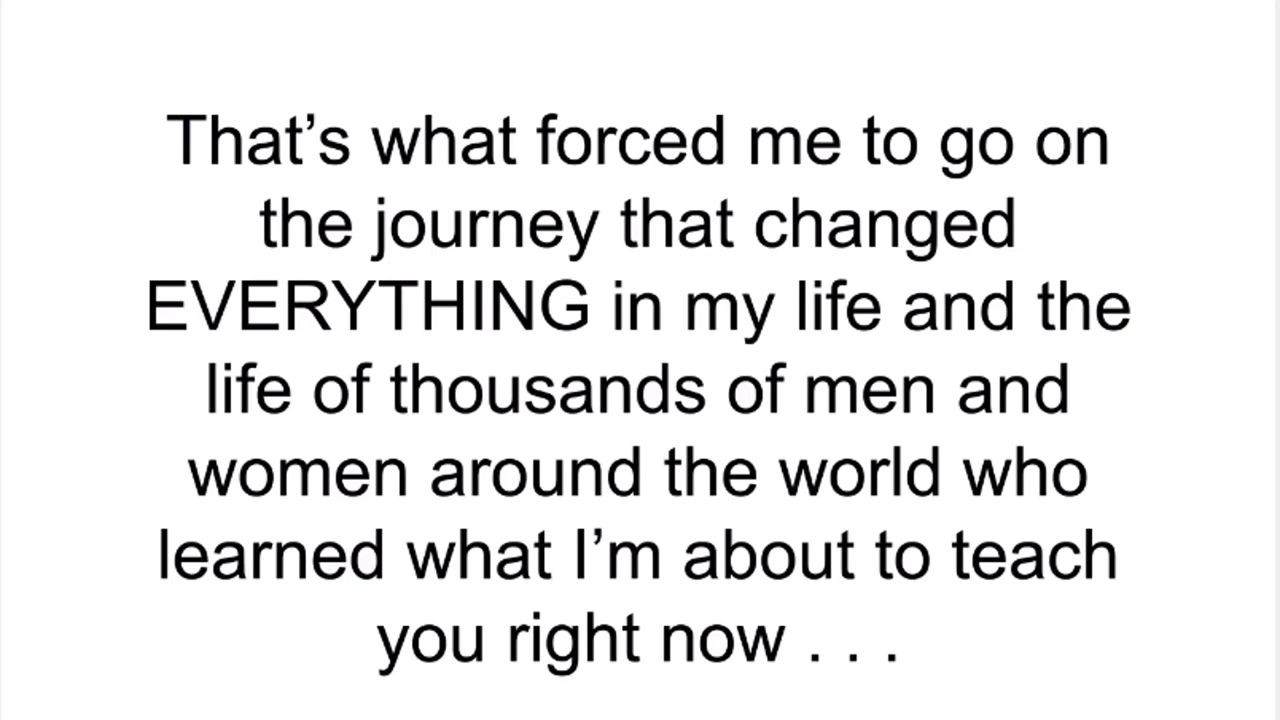 That’s what forced me to go on
the journey that changed
EVERYTHING in my life and the
life of thousands of men and
women around the world who
learned what I’m about to teach
you right now . . .